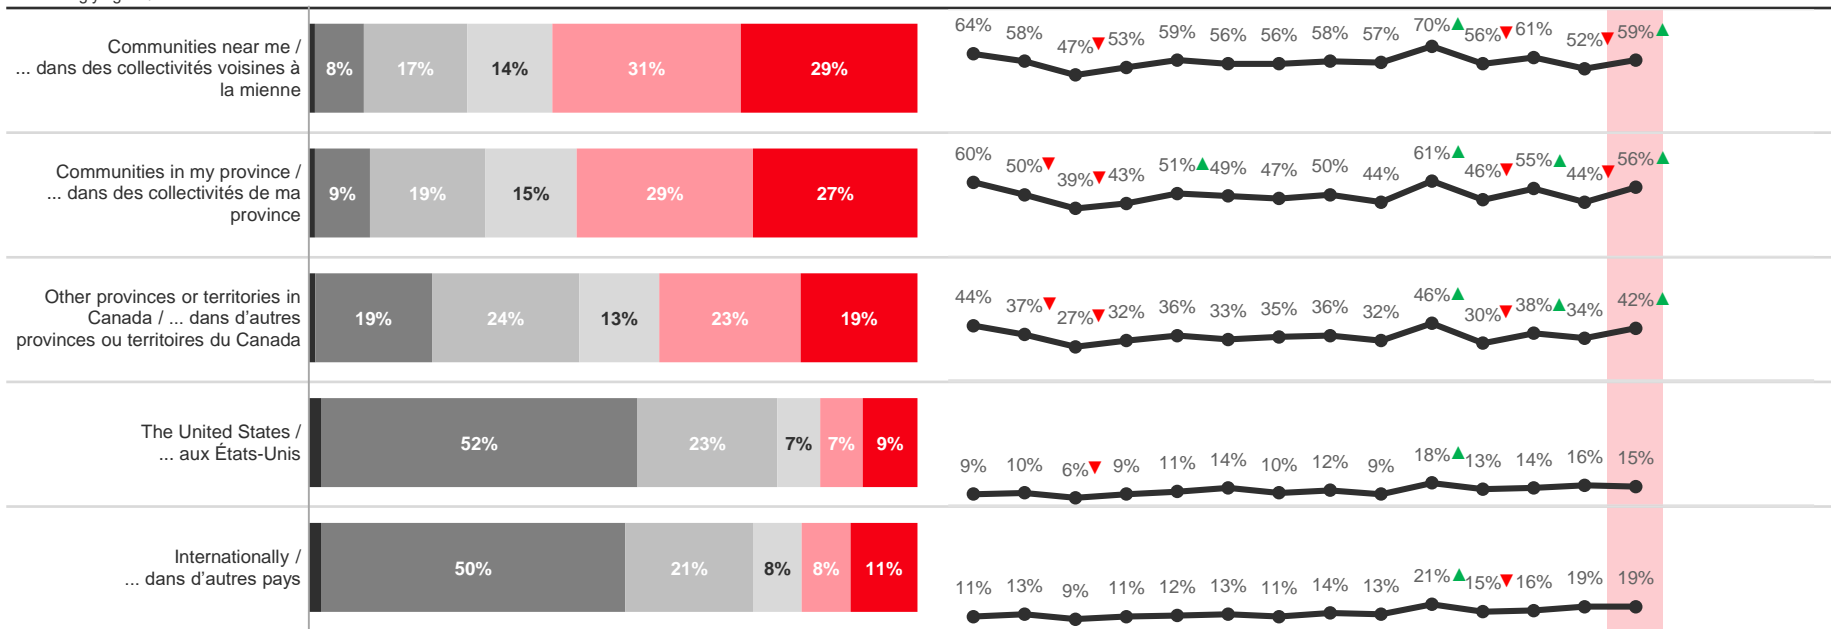 Communities near me /
... dans des collectivités voisines à
la mienne
8% 17% 14% 31% 29%
64% 58% 47% 53% 59% 56% 56% 58% 57% 70% 56% 61% 52% 59%
Communities in my province /
... dans des collectivités de ma
province
9% 19% 15% 29% 27%
60% 50% 39% 43% 51% 49% 47% 50% 44% 61% 46% 55% 44% 56%
Other provinces or territories in
Canada / ... dans d'autres
provinces ou territoires du Canada
19% 24% 13% 23% 19%
44% 37% 27% 32% 36% 33% 35% 36% 32% 46% 30% 38% 34% 42%
The United States /
... aux États-Unis
52% 23% 7% 7% 9%
9% 10% 6% 9% 11% 14% 10% 12% 9% 18% 13% 14% 16% 15%
Internationally /
... dans d'autres pays
50% 21% 8% 8% 11%
11% 13% 9% 11% 12% 13% 11% 14% 13% 21% 15% 16% 19% 19%